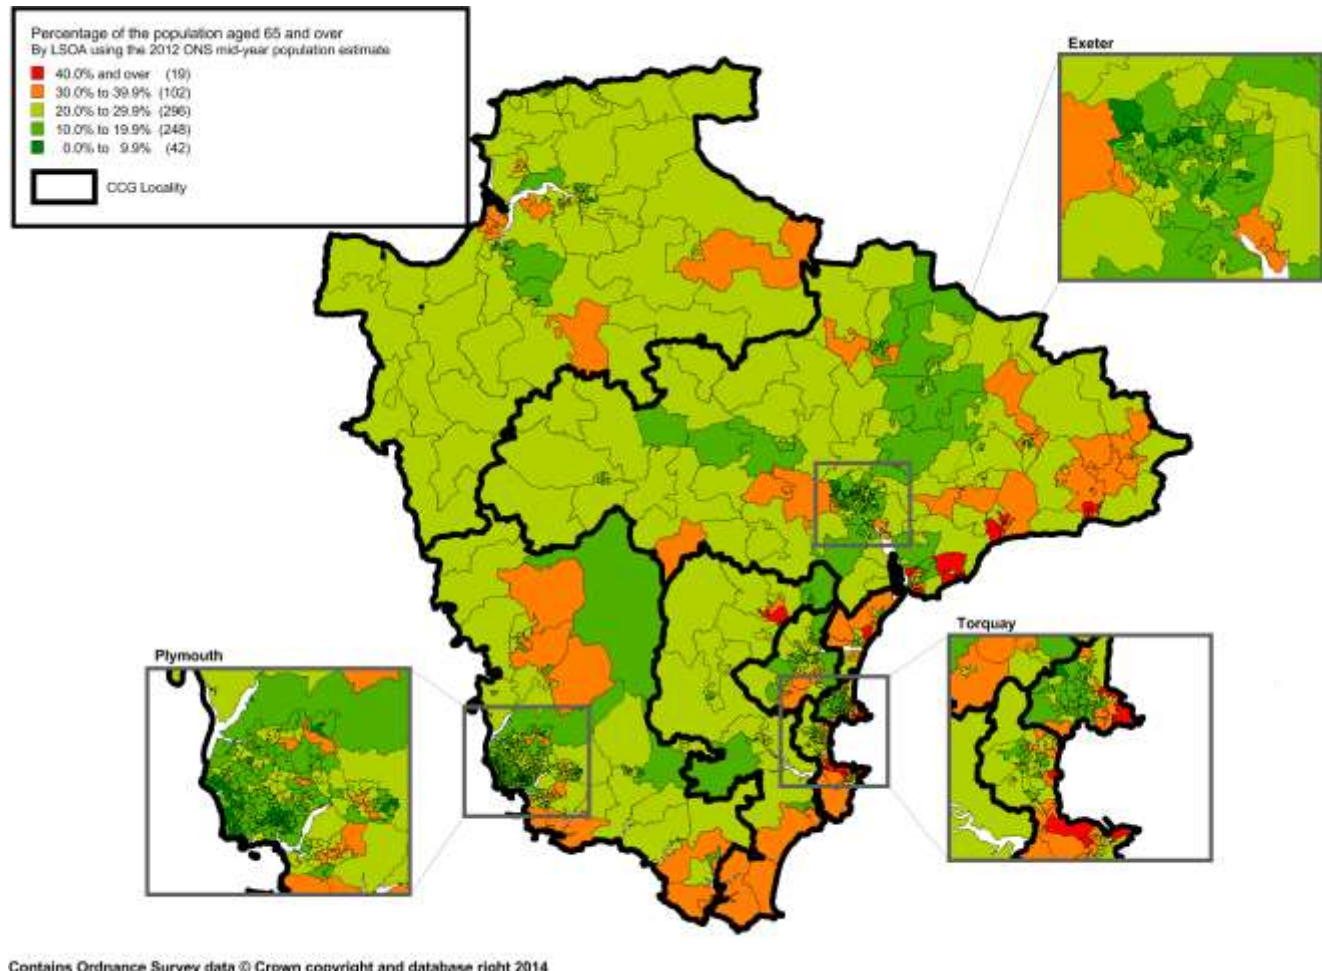 Percentage of the population aged 65 and over
By LSOA using the 2012 ONS mid-year population estimate
40.0% and over (19)
30.0% to 39.9% (102)
20.0% to 29.9% (296)
10.0% to 19.9% (248)
0.0% to 9.9% (42)
CCG Locality
Exeter
Plymouth
Torquay
Contains Ordnance Survey data © Crown copyright and database right 2014